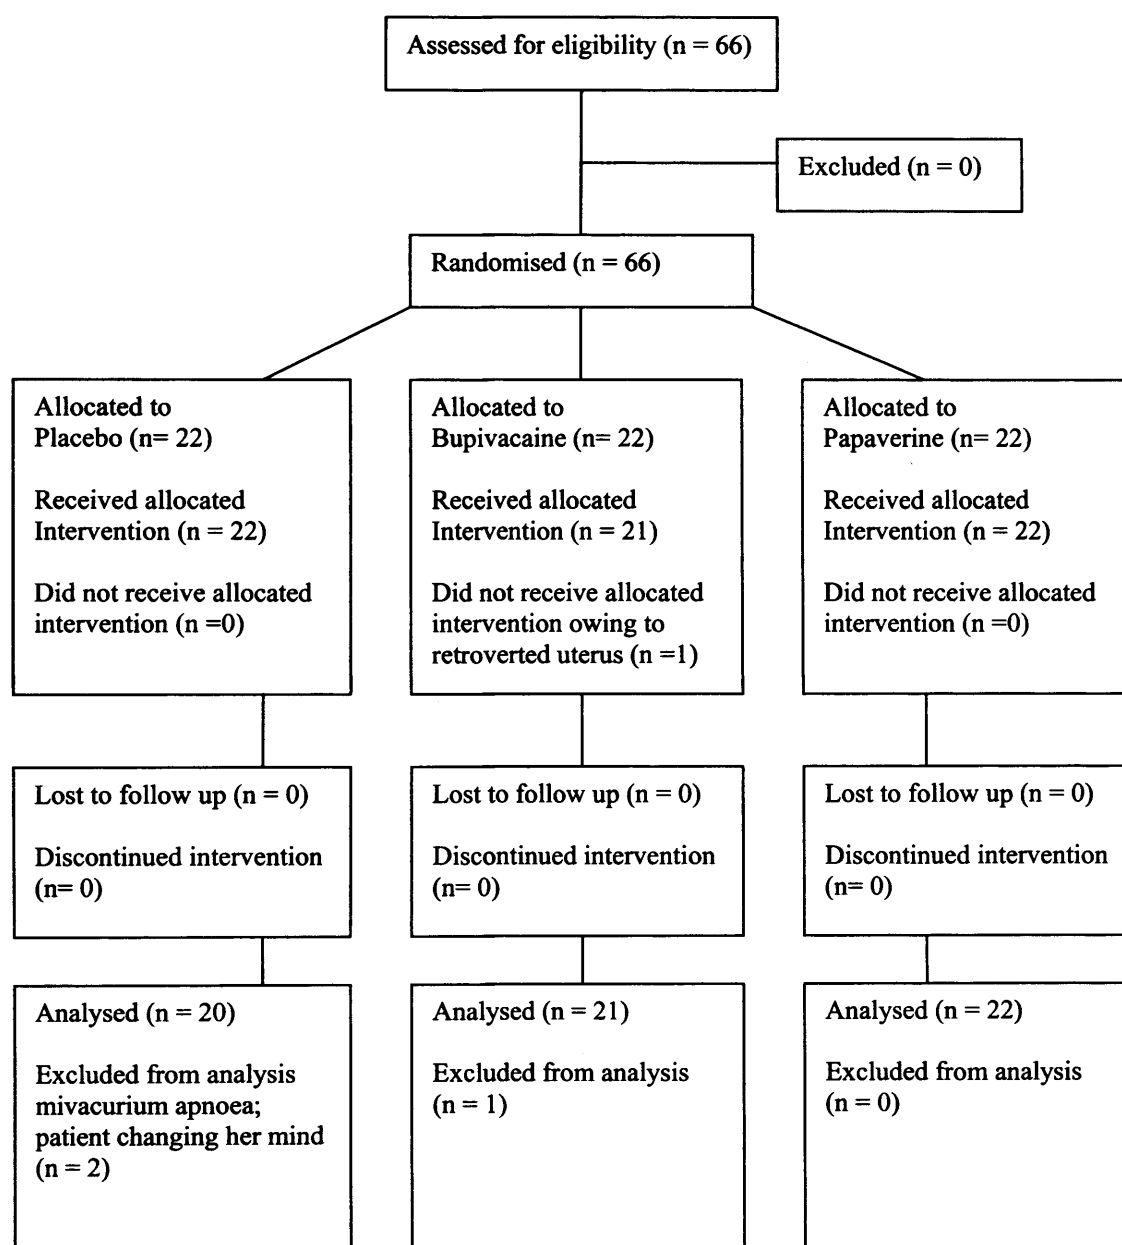 Assessed for eligibility (n = 66)
Excluded (n = 0)
Randomised (n = 66)
Allocated to
Placebo (n= 22)
Received allocated
Intervention (n = 22)
Did not receive allocated
intervention (n =0)
Allocated to
Bupivacaine (n= 22)
Received allocated
Intervention (n = 21)
Did not receive allocated
intervention owing to
retroverted uterus (n =1)
Allocated to
Papaverine (n= 22)
Received allocated
Intervention (n = 22)
Did not receive allocated
intervention (n =0)
Lost to follow up (n = 0)
Discontinued intervention
(n= 0)
Lost to follow up (n = 0)
Discontinued intervention
(n= 0)
Lost to follow up (n = 0)
Discontinued intervention
(n= 0)
Analysed (n = 20)
Excluded from analysis
mivacurium apnoea;
patient changing her mind
(n = 2)
Analysed (n = 21)
Excluded from analysis
(n = 1)
Analysed (n = 22)
Excluded from analysis
(n = 0)